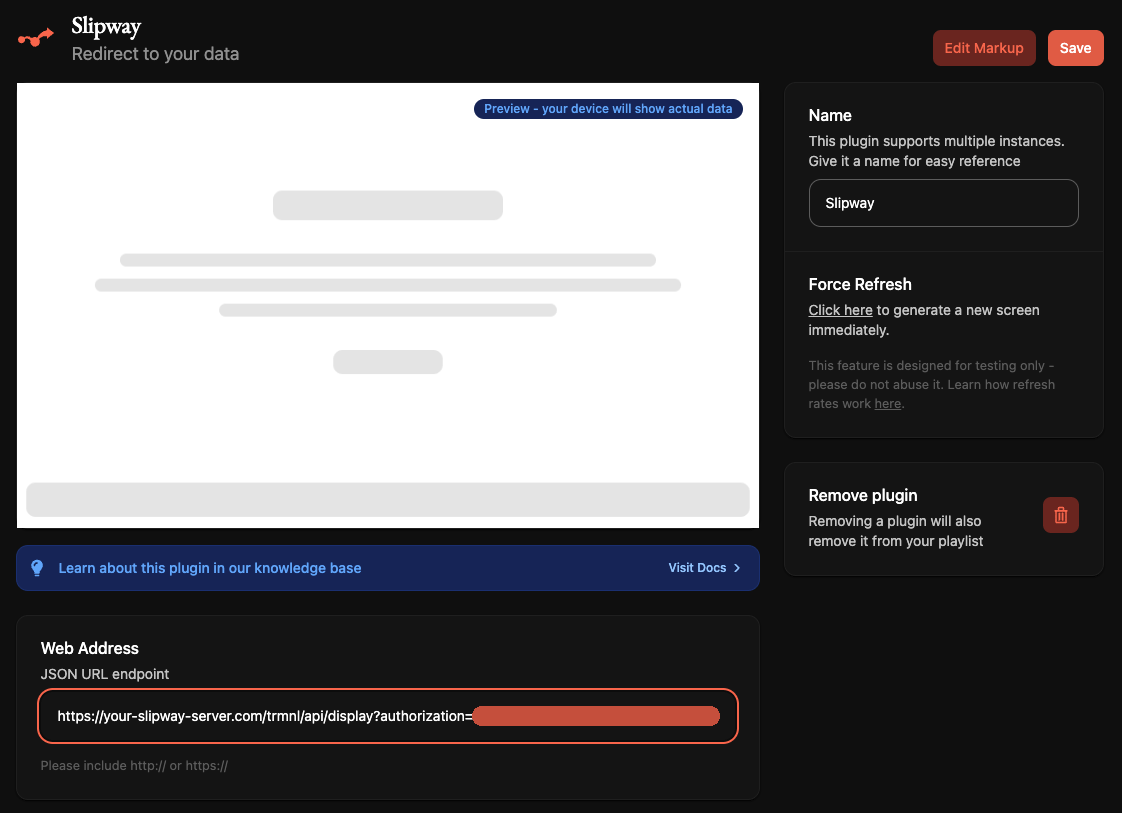 Slipway
Redirect to your data
Edit Markup
Save
Preview - your device will show actual data
Name
This plugin supports multiple instances.
Give it a name for easy reference
Slipway
Force Refresh
Click here to generate a new screen
immediately.
This feature is designed for testing only -
please do not abuse it. Learn how refresh
rates work here.
Remove plugin
Removing a plugin will also
remove it from your playlist
Learn about this plugin in our knowledge base
Visit Docs
Web Address
JSON URL endpoint
https://your-slipway-server.com/trmnl/api/display?authorization=
Please include http:// or https://